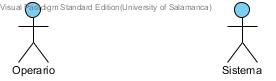 Visual Paradigm Standard Edition(University of Salamanca)
Operario
Sistema